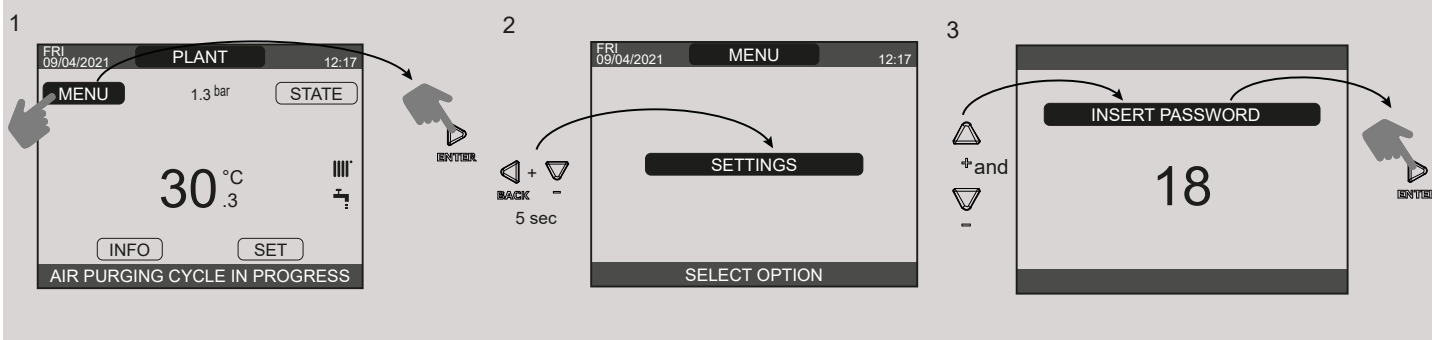 1
FRI
09/04/2021
PLANT
12:17
MENU
1.3 bar
STATE
ENTER
30 °C
.3
INFO
SET
AIR PURGING CYCLE IN PROGRESS
2
FRI
09/04/2021
MENU
12:17
SETTINGS
+
BACK
-
5 sec
SELECT OPTION
3
INSERT PASSWORD
+ and
-
18
ENTER